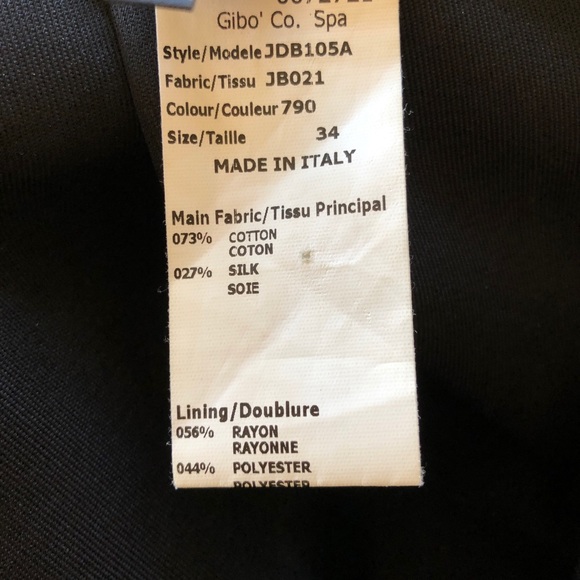 Gibo' Co. Spa
Style/Modele JDB105A
Fabric/Tissu JB021
Colour/Couleur 790
Size/Taille 34
MADE IN ITALY
Main Fabric/Tissu Principal
073% COTTON
COTON
027% SILK
SOIE
Lining/Doublure
056% RAYON
RAYONNE
044% POLYESTER
POLYESTER